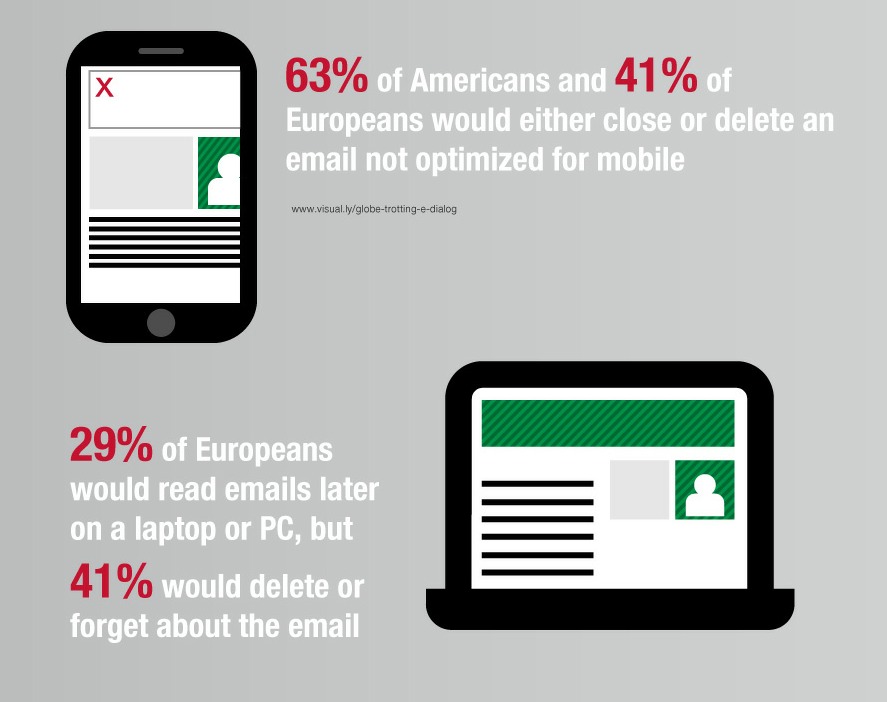 X
63% of Americans and 41% of
Europeans would either close or delete an
email not optimized for mobile
www.visual.ly/globe-trotting-e-dialog
29% of Europeans
would read emails later
on a laptop or PC, but
41% would delete or
forget about the email